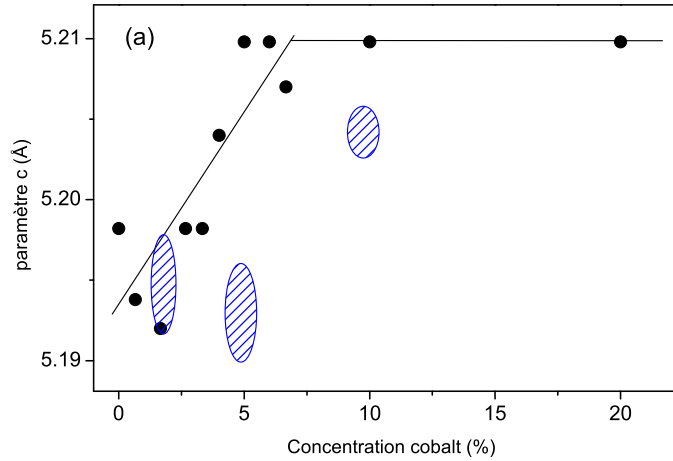 (a)
5.21
5.20
5.19
paramètre c (Å)
0 5 10 15 20
Concentration cobalt (%)